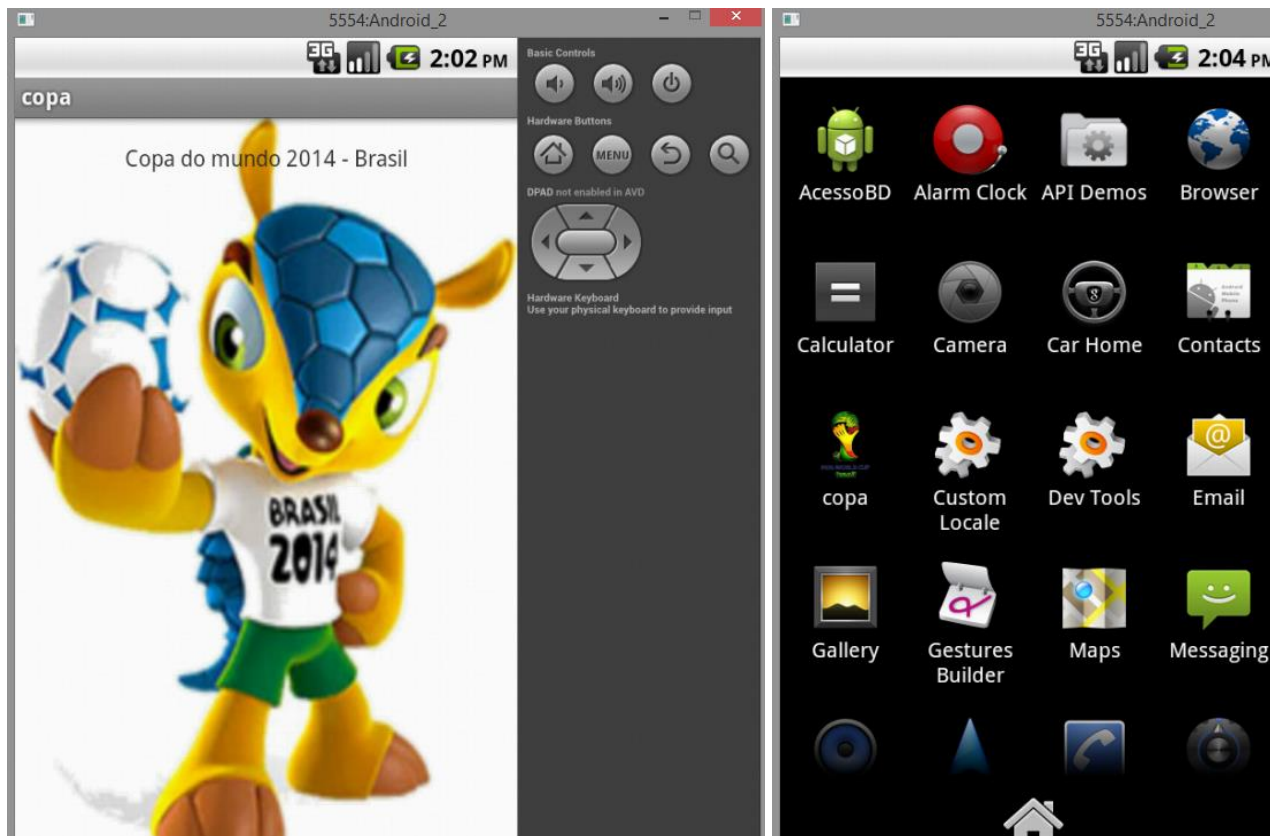 5554:Android_2
3G
2:02 PM
copa
Copa do mundo 2014 - Brasil
BRASIL
2014
Basic Controls
Hardware Buttons
MENU
DPAD not enabled in AVD
Hardware Keyboard
Use your physical keyboard to provide input
5554:Android_2
3G
2:04 PM
AcessoBD
Alarm Clock
API Demos
Browser
Calculator
Camera
Car Home
Contacts
copa
Custom
Locale
Dev Tools
Email
Gallery
Gestures
Builder
Maps
Messaging